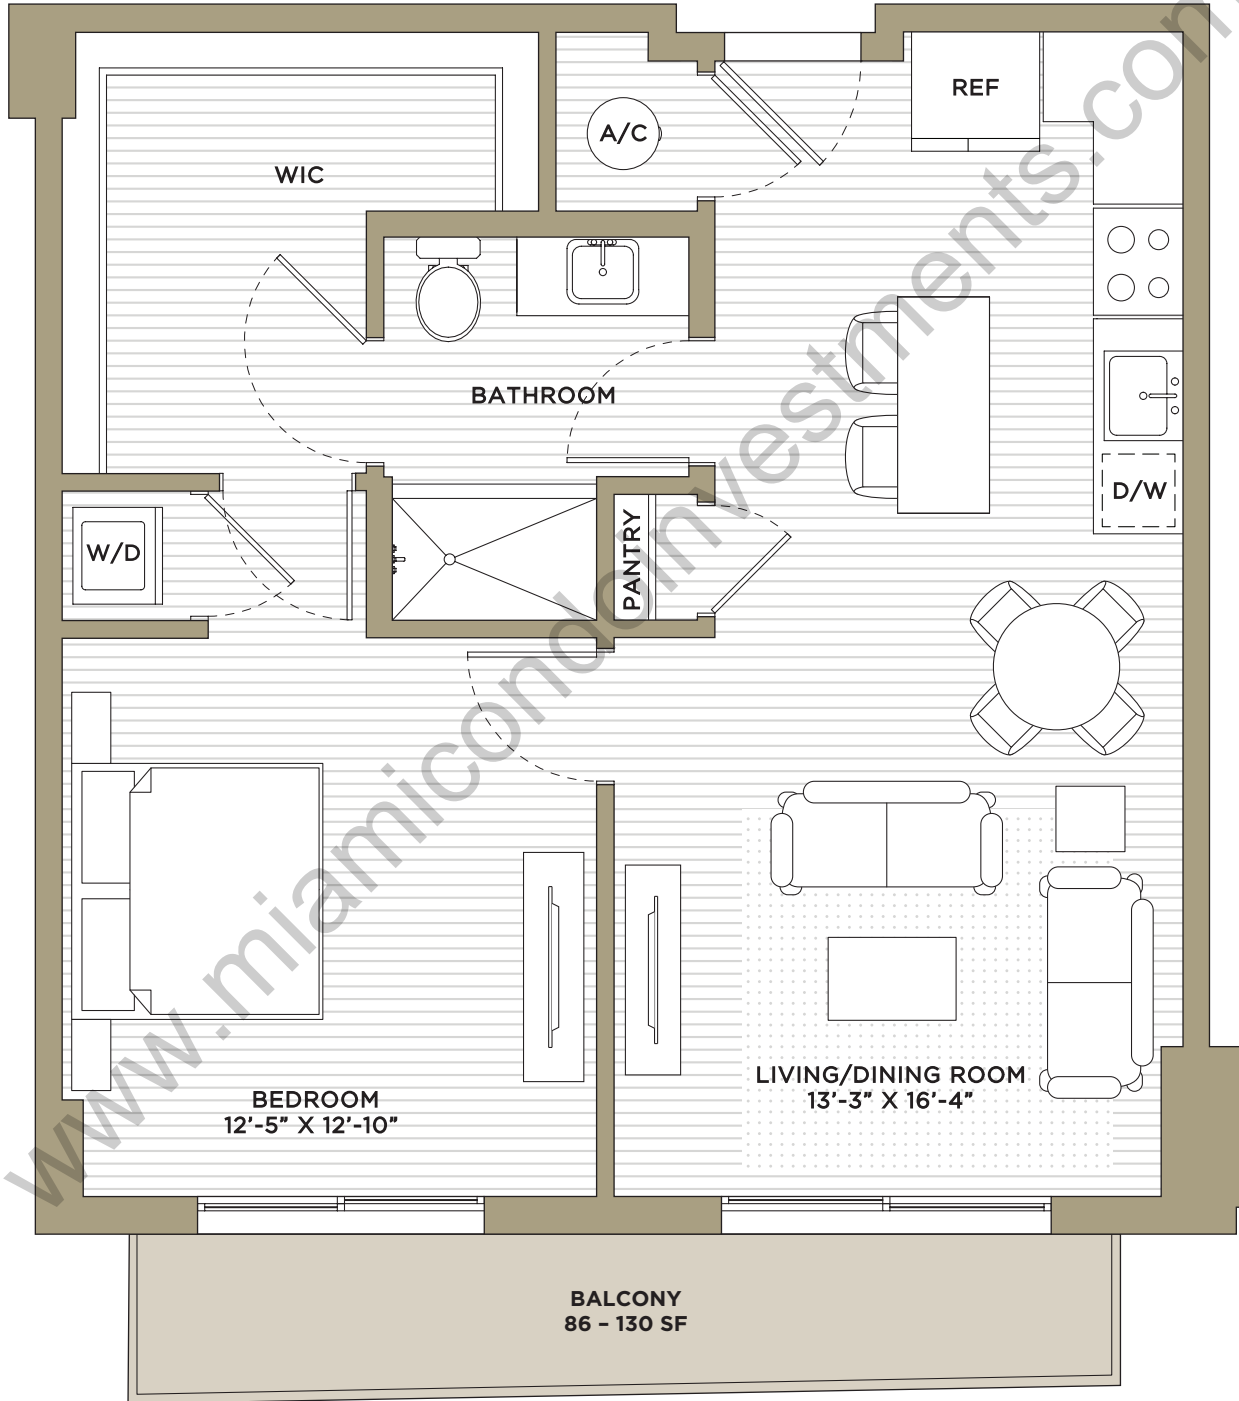 REF
A/C
WIC
BATHROOM
D/W
W/D
PANTRY
LIVING/DINING ROOM
13'-3" X 16'-4"
BEDROOM
12'-5" X 12'-10"
BALCONY
86 – 130 SF
www.miamicondoinvestments.com